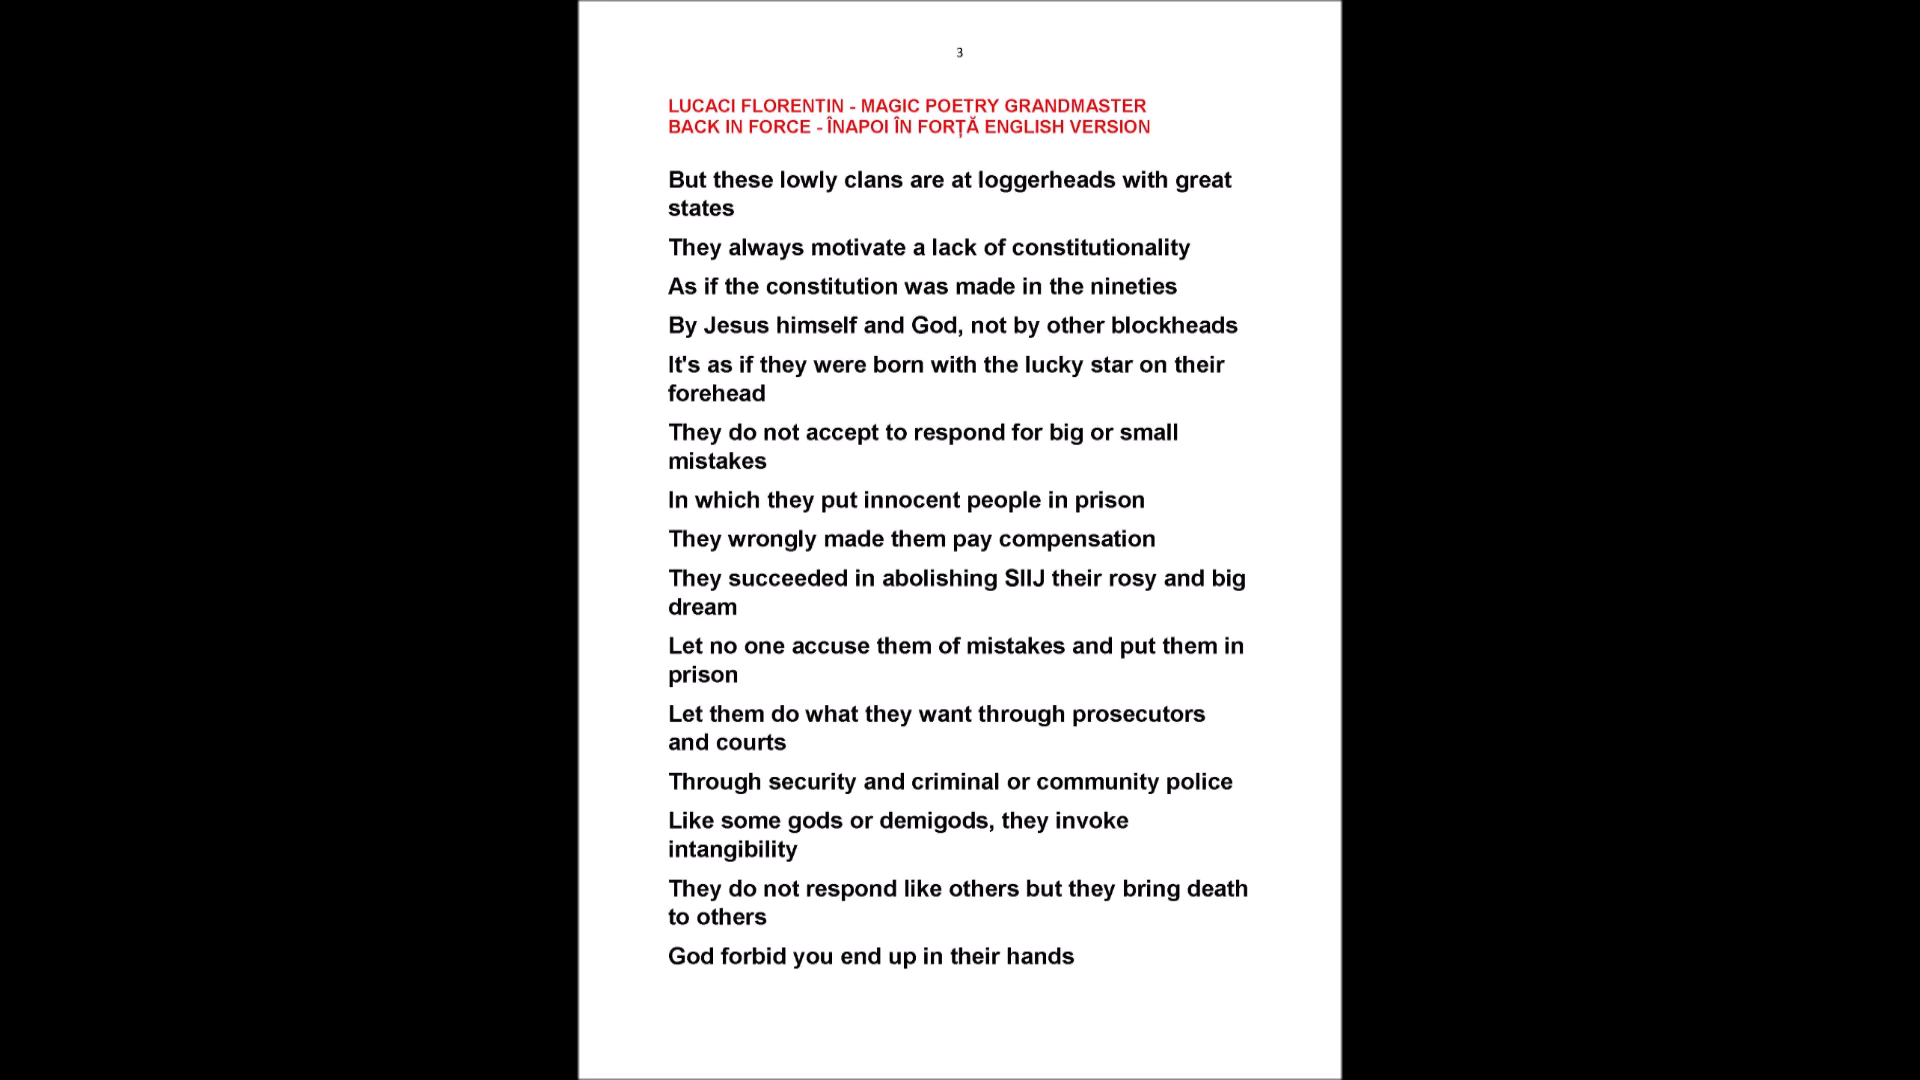 3
LUCACI FLORENTIN - MAGIC POETRY GRANDMASTER
BACK IN FORCE - ÎNAPOI ÎN FORȚĂ ENGLISH VERSION
But these lowly clans are at loggerheads with great
states
They always motivate a lack of constitutionality
As if the constitution was made in the nineties
By Jesus himself and God, not by other blockheads
It's as if they were born with the lucky star on their
forehead
They do not accept to respond for big or small
mistakes
In which they put innocent people in prison
They wrongly made them pay compensation
They succeeded in abolishing SIIJ their rosy and big
dream
Let no one accuse them of mistakes and put them in
prison
Let them do what they want through prosecutors
and courts
Through security and criminal or community police
Like some gods or demigods, they invoke
intangibility
They do not respond like others but they bring death
to others
God forbid you end up in their hands